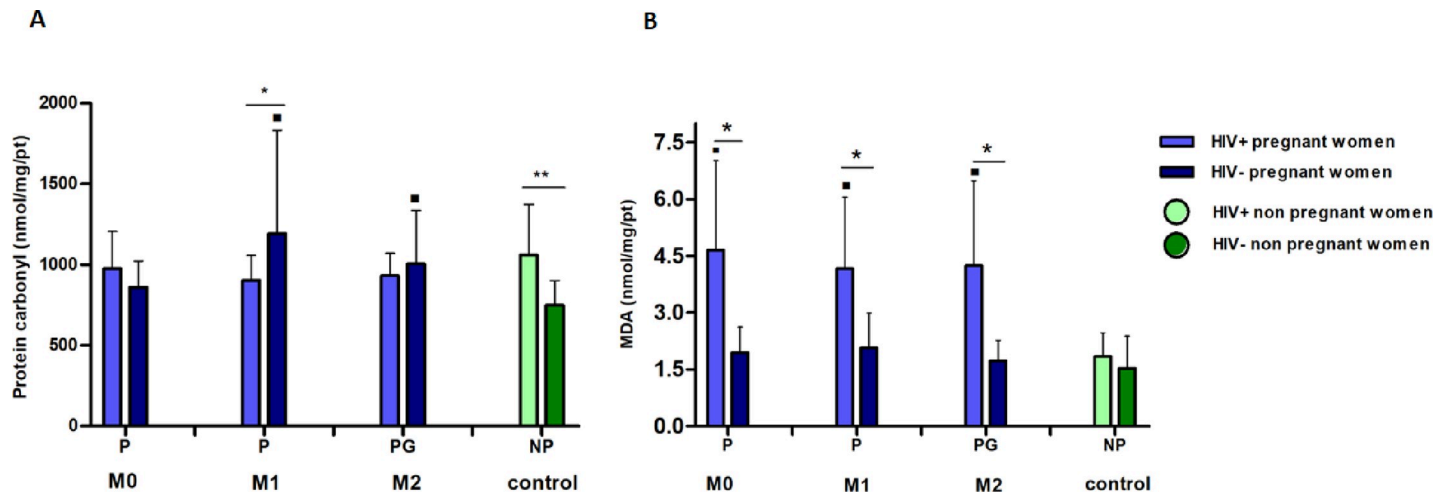 A
Protein carbonyl (nmol/mg/pt)
2000
1500
1000
500
0
*
**
P
P
PG
NP
M0
M1
M2
control
B
MDA (nmol/mg/pt)
7.5
6.0
4.5
3.0
1.5
0.0
*
*
*
P
P
PG
NP
M0
M1
M2
control
HIV+ pregnant women
HIV- pregnant women
HIV+ non pregnant women
HIV- non pregnant women